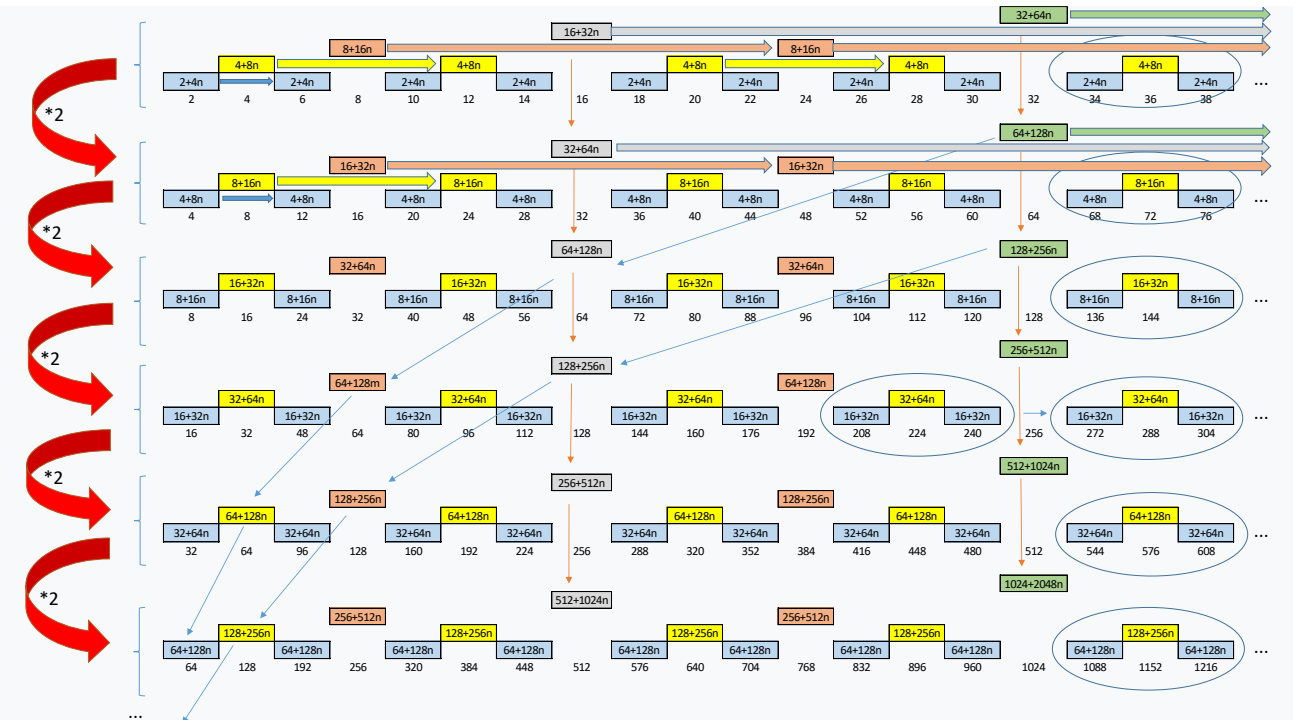 32+64n
16+32n
8+16n 8+16n
4+8n 4+8n 4+8n 4+8n 4+8n
2+4n 2+4n 2+4n 2+4n 2+4n 2+4n 2+4n 2+4n 2+4n 2+4n ...
2 4 6 8 10 12 14 16 18 20 22 24 26 28 30 32 34 36 38
*2
64+128n
32+64n
16+32n 16+32n
8+16n 8+16n 8+16n 8+16n 8+16n
4+8n 4+8n 4+8n 4+8n 4+8n 4+8n 4+8n 4+8n 4+8n 4+8n ...
4 8 12 16 20 24 28 32 36 40 44 48 52 56 60 64 68 72 76
*2
64+128n 128+256n
32+64n 32+64n
16+32n 16+32n 16+32n 16+32n 16+32n
8+16n 8+16n 8+16n 8+16n 8+16n 8+16n 8+16n 8+16n 8+16n 8+16n ...
8 16 24 32 40 48 56 64 72 80 88 96 104 112 120 128 136 144
*2
256+512n
128+256n
64+128m 64+128n
32+64n 32+64n 32+64n 32+64n 32+64n
16+32n 16+32n 16+32n 16+32n 16+32n 16+32n 16+32n 16+32n 16+32n 16+32n ...
16 32 48 64 80 96 112 128 144 160 176 192 208 224 240 256 272 288 304
*2
512+1024n
256+512n
128+256n 128+256n
64+128n 64+128n 64+128n 64+128n 64+128n
32+64n 32+64n 32+64n 32+64n 32+64n 32+64n 32+64n 32+64n 32+64n 32+64n ...
32 64 96 128 160 192 224 256 288 320 352 384 416 448 480 512 544 576 608
*2
1024+2048n
512+1024n
256+512n 256+512n
128+256n 128+256n 128+256n 128+256n 128+256n
64+128n 64+128n 64+128n 64+128n 64+128n 64+128n 64+128n 64+128n 64+128n 64+128n ...
64 128 192 256 320 384 448 512 576 640 704 768 832 896 960 1024 1088 1152 1216
...